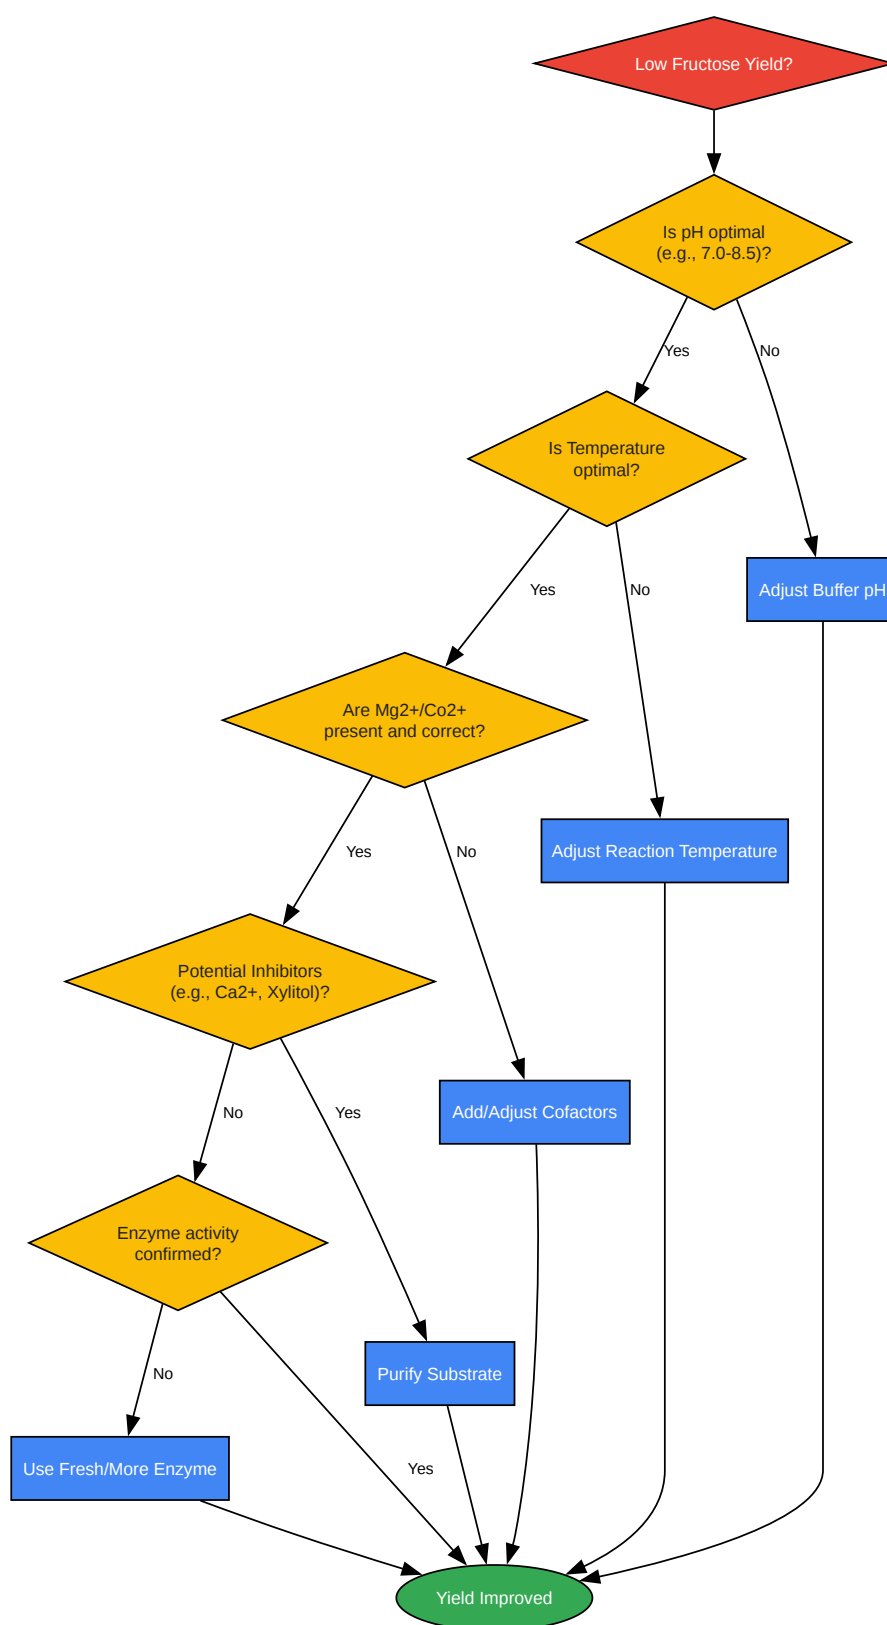 Low Fructose Yield?
Is pH optimal
(e.g., 7.0-8.5)?
Yes
No
Is Temperature
optimal?
Yes
No
Adjust Buffer pH
Are Mg2+/Co2+
present and correct?
Yes
No
Adjust Reaction Temperature
Potential Inhibitors
(e.g., Ca2+, Xylitol)?
No
Yes
Add/Adjust Cofactors
Enzyme activity
confirmed?
No
Purify Substrate
Use Fresh/More Enzyme
Yes
Yield Improved